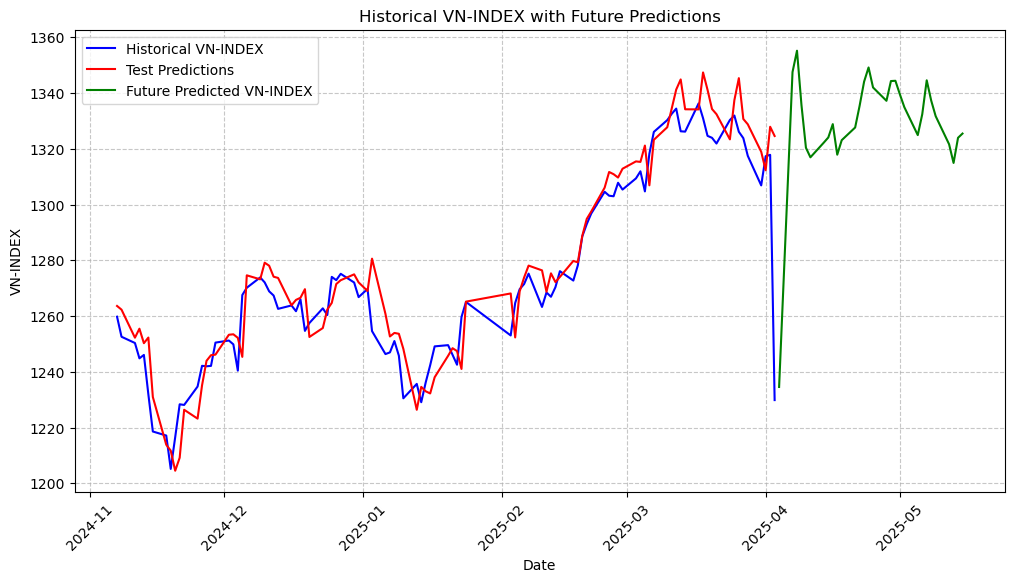 Historical VN-INDEX with Future Predictions
Historical VN-INDEX
Test Predictions
Future Predicted VN-INDEX
VN-INDEX
1360
1340
1320
1300
1280
1260
1240
1220
1200
2024-11
2024-12
2025-01
2025-02
2025-03
2025-04
2025-05
Date